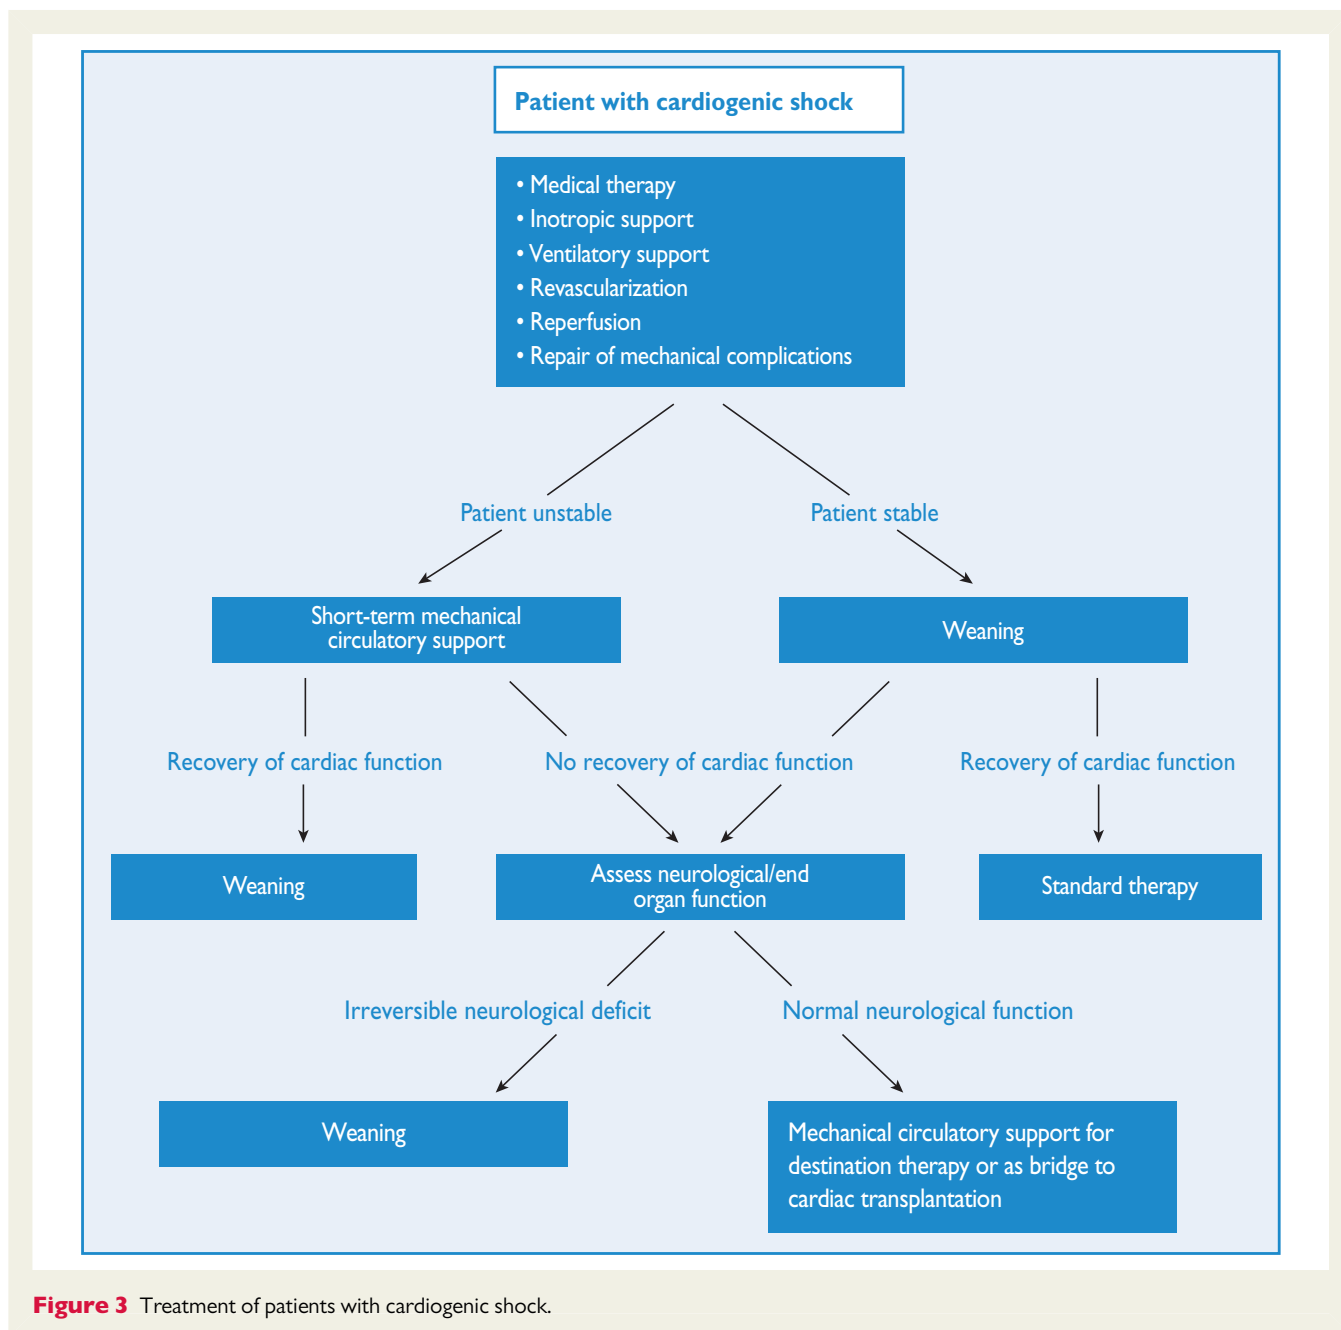 Patient with cardiogenic shock
• Medical therapy
• Inotropic support
• Ventilatory support
• Revascularization
• Reperfusion
• Repair of mechanical complications
Patient unstable
Patient stable
Short-term mechanical
circulatory support
Weaning
Recovery of cardiac function
No recovery of cardiac function
Recovery of cardiac function
Weaning
Assess neurological/end
organ function
Standard therapy
Irreversible neurological deficit
Normal neurological function
Weaning
Mechanical circulatory support for
destination therapy or as bridge to
cardiac transplantation
Figure 3 Treatment of patients with cardiogenic shock.